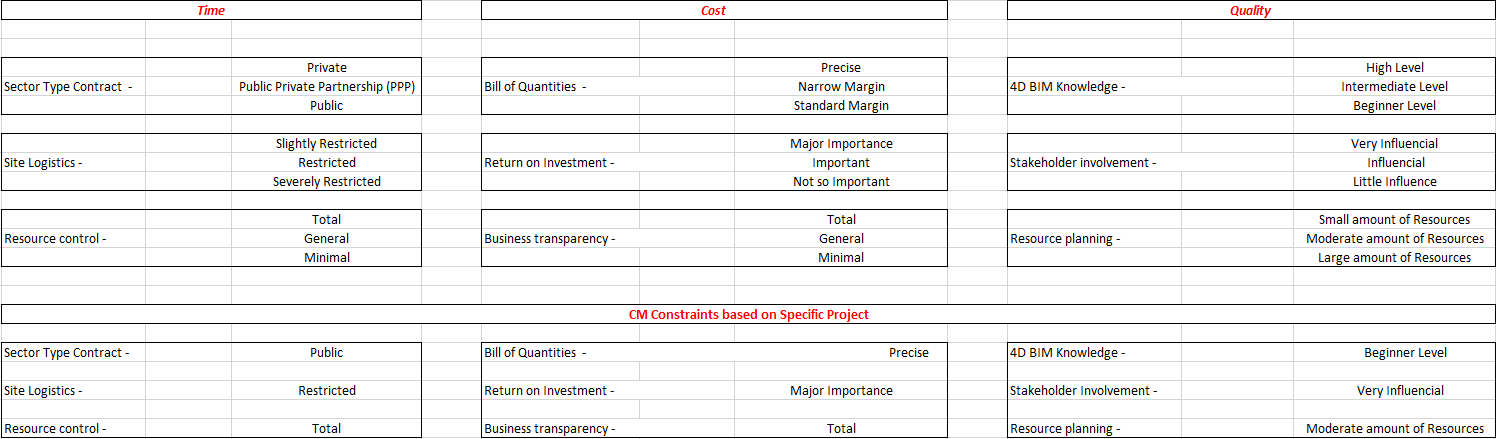 Time Cost Quality
Private Precise High Level
Sector Type Contract - Public Private Partnership (PPP) Bill of Quantities - Narrow Margin 4D BIM Knowledge - Intermediate Level
Public Standard Margin Beginner Level
Slightly Restricted Major Importance Very Influencial
Site Logistics - Restricted Return on Investment - Important Stakeholder involvement - Influencial
Severely Restricted Not so Important Little Influence
Total Total Small amount of Resources
Resource control - General Business transparency - General Resource planning - Moderate amount of Resources
Minimal Minimal Large amount of Resources
CM Constraints based on Specific Project
Sector Type Contract - Public Bill of Quantities - Precise 4D BIM Knowledge - Beginner Level
Site Logistics - Restricted Return on Investment - Major Importance Stakeholder Involvement - Very Influencial
Resource control - Total Business transparency - Total Resource planning - Moderate amount of Resources